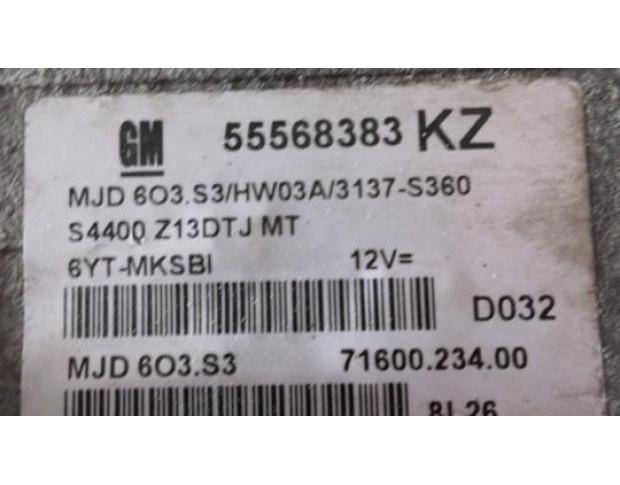 GM 55568383 KZ
MJD 6O3.S3/HW03A/3137-S360
S4400 Z13DTJ MT
6YT-MKSBI 12V=
D032
MJD 6O3.S3 71600.234.00